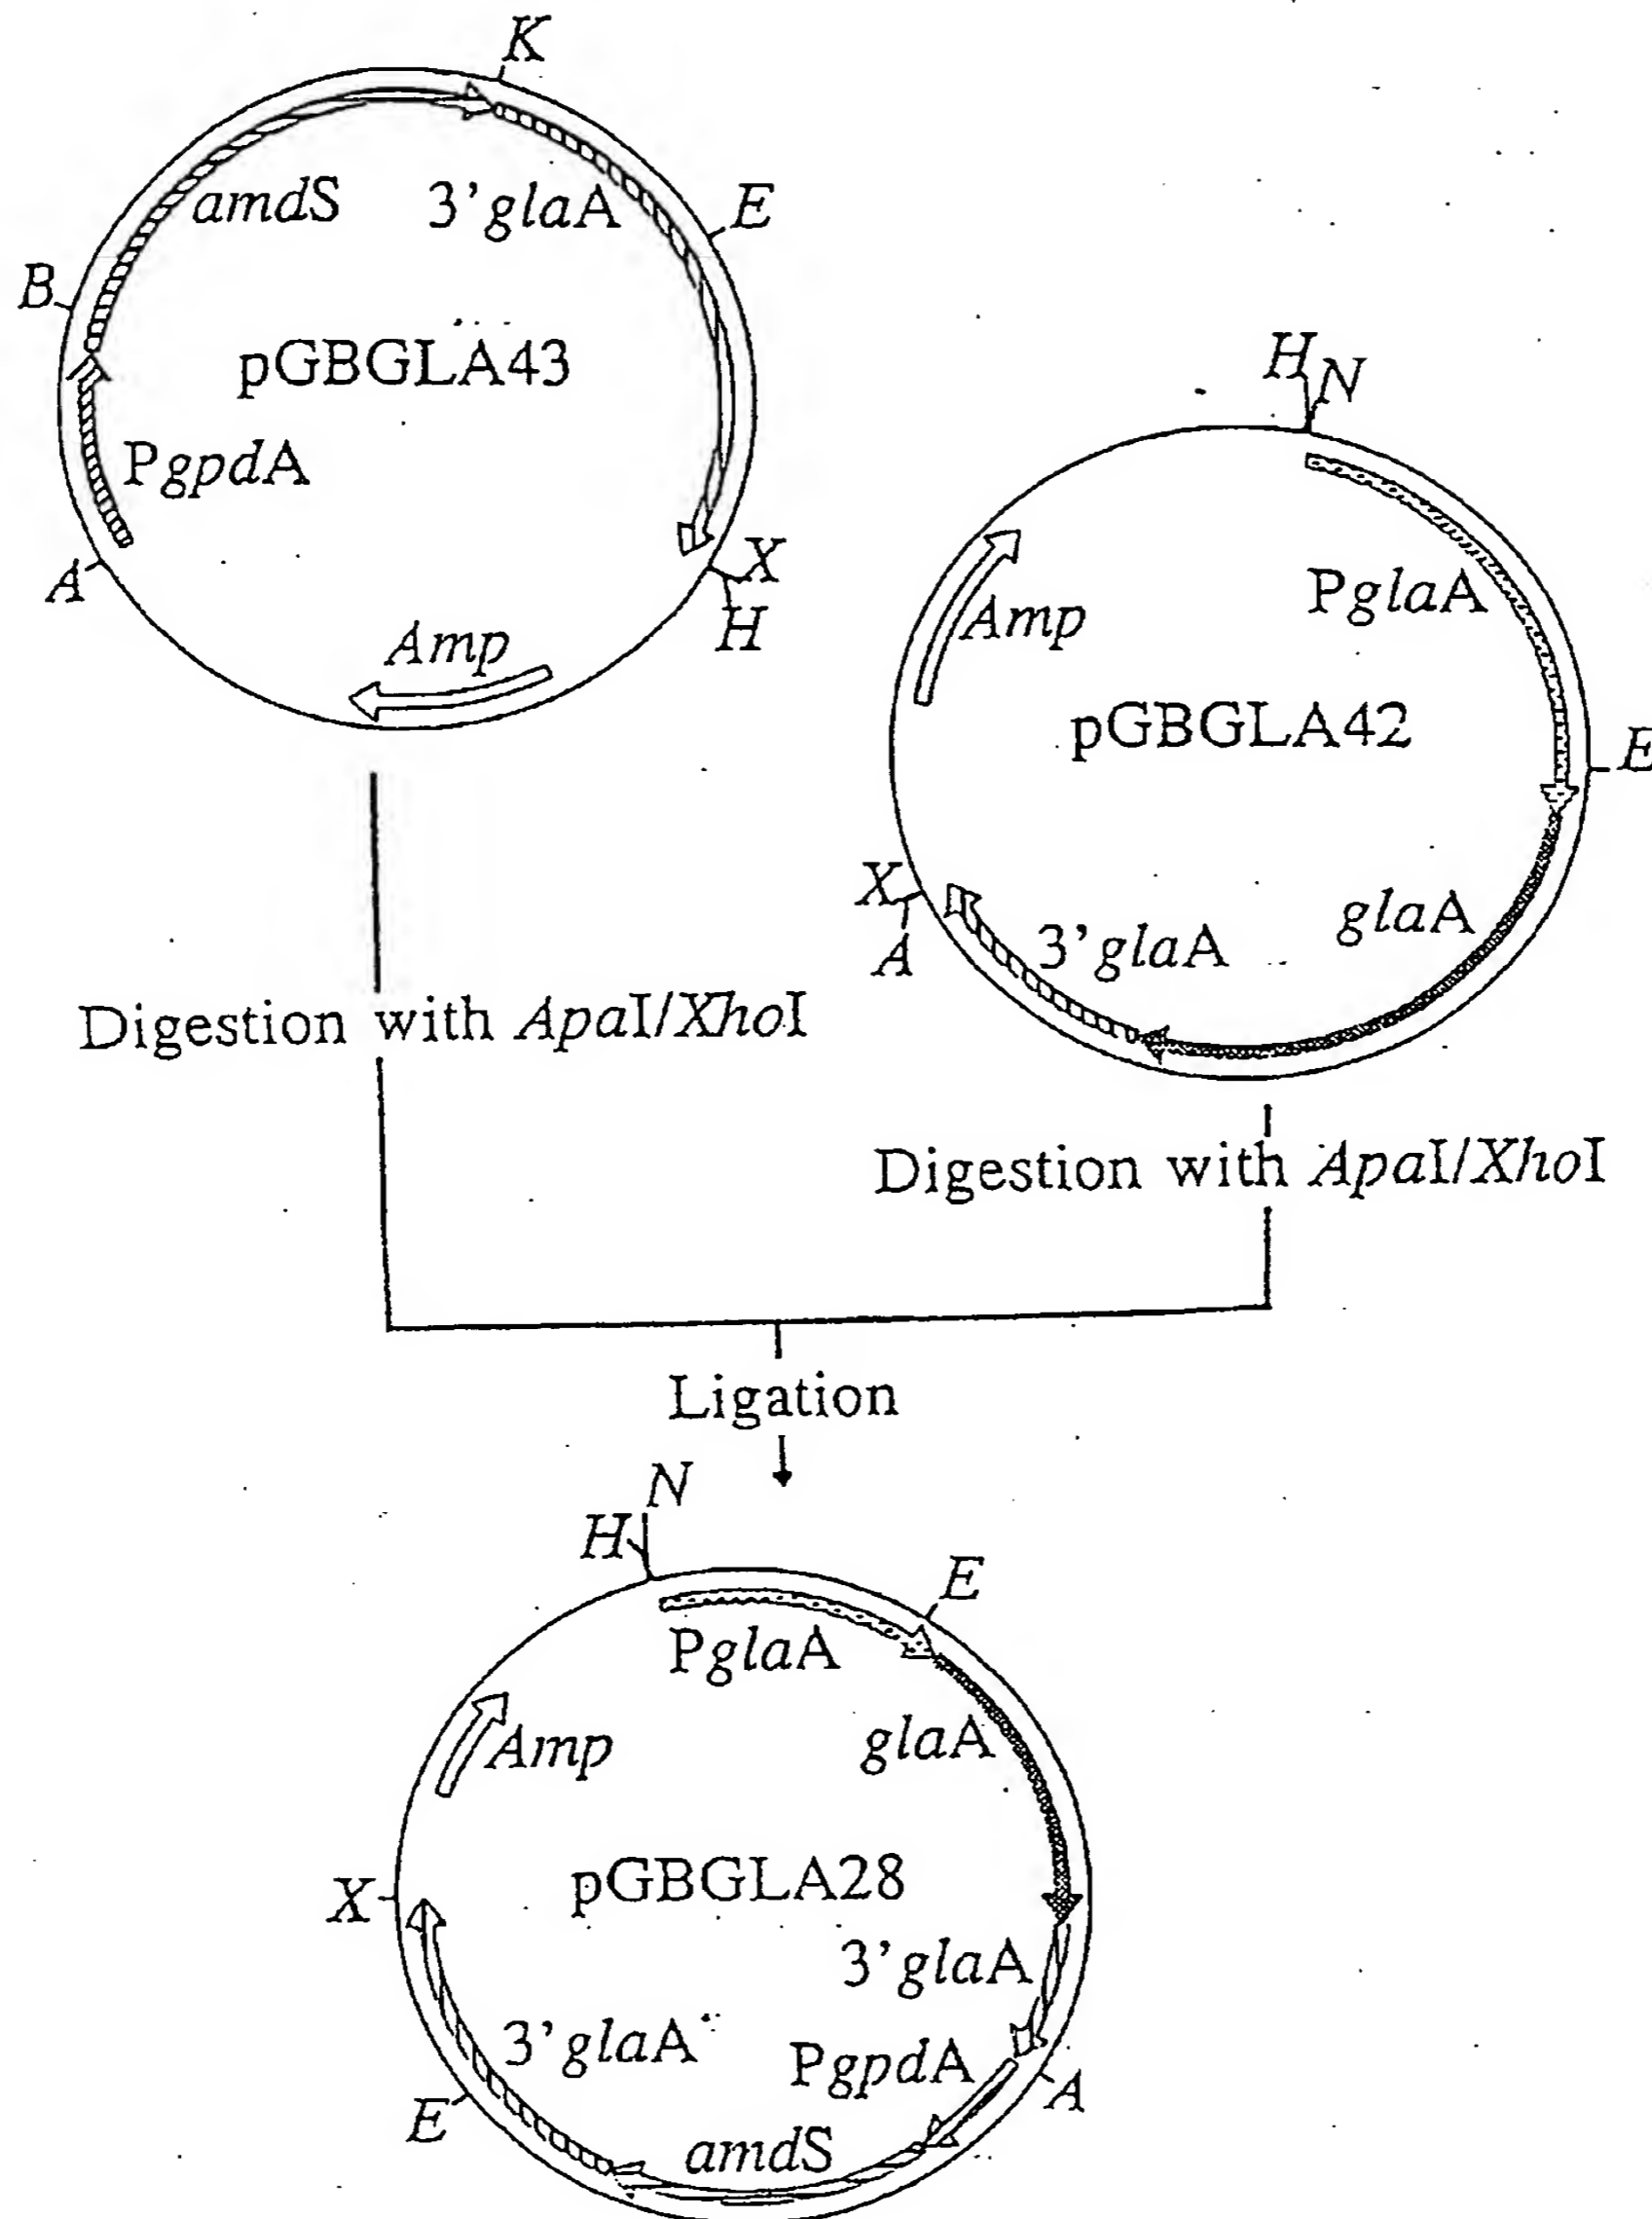 K
amdS
3'glaA
E
B
pGBGLA43
PgpdA
A
X
H
Amp
H
N
PglaA
Amp
pGBGLA42
E
X
A
3'glaA
glaA
Digestion with ApaI/XhoI
Digestion with ApaI/XhoI
Ligation
N
H
E
PglaA
glaA
Amp
pGBGLA28
X
3'glaA
3'glaA
PgpdA
A
E
amdS